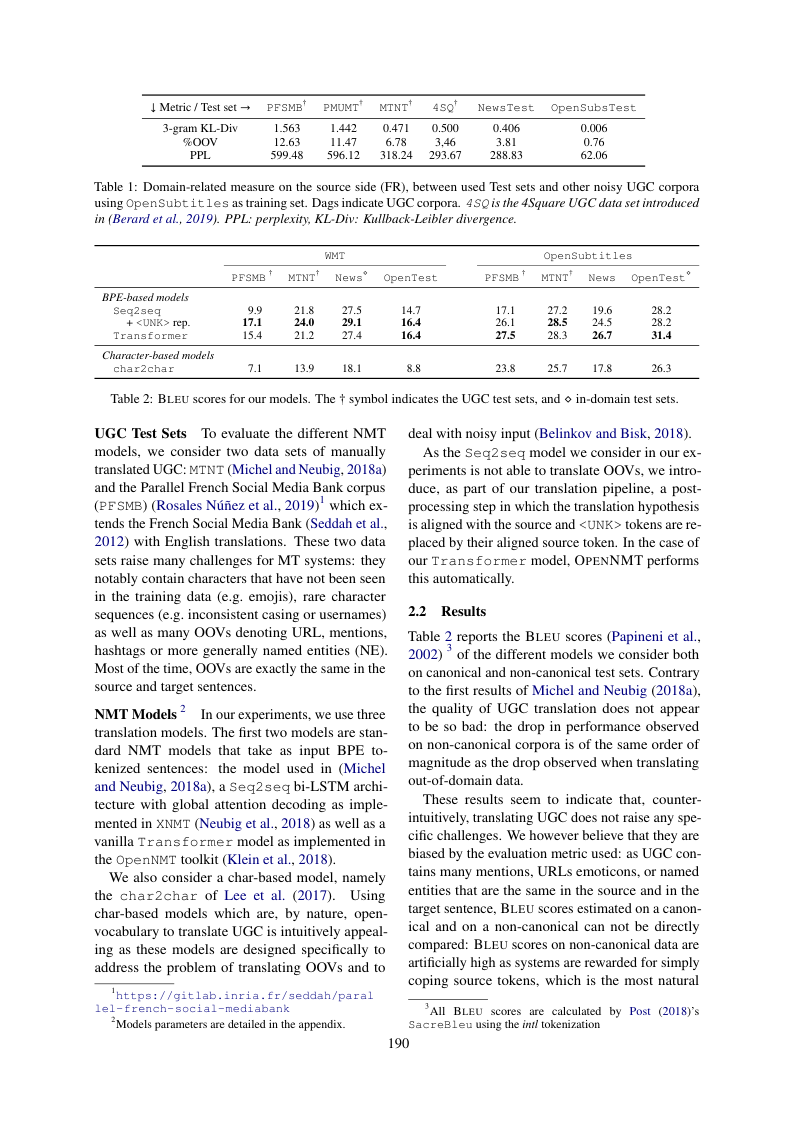 ↓ Metric / Test set → PFSMB† PMUMT† MTNT† 4SQ† NewsTest OpenSubsTest
3-gram KL-Div 1.563 1.442 0.471 0.500 0.406 0.006
%OOV 12.63 11.47 6.78 3.46 3.81 0.76
PPL 599.48 596.12 318.24 293.67 288.83 62.06
Table 1: Domain-related measure on the source side (FR), between used Test sets and other noisy UGC corpora
using OpenSubtitles as training set. Dags indicate UGC corpora. 4SQ is the 4Square UGC data set introduced
in (Berard et al., 2019). PPL: perplexity, KL-Div: Kullback-Leibler divergence.
WMT OpenSubtitles
PFSMB† MTNT† News⋄ OpenTest PFSMB† MTNT† News OpenTest⋄
BPE-based models
Seq2seq 9.9 21.8 27.5 14.7 17.1 27.2 19.6 28.2
+ <UNK> rep. 17.1 24.0 29.1 16.4 26.1 28.5 24.5 28.2
Transformer 15.4 21.2 27.4 16.4 27.5 28.3 26.7 31.4
Character-based models
char2char 7.1 13.9 18.1 8.8 23.8 25.7 17.8 26.3
Table 2: BLEU scores for our models. The † symbol indicates the UGC test sets, and ⋄ in-domain test sets.
UGC Test Sets To evaluate the different NMT
models, we consider two data sets of manually
translated UGC: MTNT (Michel and Neubig, 2018a)
and the Parallel French Social Media Bank corpus
(PFSMB) (Rosales Núñez et al., 2019)1 which ex-
tends the French Social Media Bank (Seddah et al.,
2012) with English translations. These two data
sets raise many challenges for MT systems: they
notably contain characters that have not been seen
in the training data (e.g. emojis), rare character
sequences (e.g. inconsistent casing or usernames)
as well as many OOVs denoting URL, mentions,
hashtags or more generally named entities (NE).
Most of the time, OOVs are exactly the same in the
source and target sentences.
NMT Models 2 In our experiments, we use three
translation models. The first two models are stan-
dard NMT models that take as input BPE to-
kenized sentences: the model used in (Michel
and Neubig, 2018a), a Seq2seq bi-LSTM archi-
tecture with global attention decoding as imple-
mented in XNMT (Neubig et al., 2018) as well as a
vanilla Transformer model as implemented in
the OpenNMT toolkit (Klein et al., 2018).
We also consider a char-based model, namely
the char2char of Lee et al. (2017). Using
char-based models which are, by nature, open-
vocabulary to translate UGC is intuitively appeal-
ing as these models are designed specifically to
address the problem of translating OOVs and to
1https://gitlab.inria.fr/seddah/paral
lel-french-social-mediabank
2Models parameters are detailed in the appendix.
deal with noisy input (Belinkov and Bisk, 2018).
As the Seq2seq model we consider in our ex-
periments is not able to translate OOVs, we intro-
duce, as part of our translation pipeline, a post-
processing step in which the translation hypothesis
is aligned with the source and <UNK> tokens are re-
placed by their aligned source token. In the case of
our Transformer model, OPENNMT performs
this automatically.
2.2 Results
Table 2 reports the BLEU scores (Papineni et al.,
2002) 3 of the different models we consider both
on canonical and non-canonical test sets. Contrary
to the first results of Michel and Neubig (2018a),
the quality of UGC translation does not appear
to be so bad: the drop in performance observed
on non-canonical corpora is of the same order of
magnitude as the drop observed when translating
out-of-domain data.
These results seem to indicate that, counter-
intuitively, translating UGC does not raise any spe-
cific challenges. We however believe that they are
biased by the evaluation metric used: as UGC con-
tains many mentions, URLs emoticons, or named
entities that are the same in the source and in the
target sentence, BLEU scores estimated on a canon-
ical and on a non-canonical can not be directly
compared: BLEU scores on non-canonical data are
artificially high as systems are rewarded for simply
coping source tokens, which is the most natural
3All BLEU scores are calculated by Post (2018)'s
SacreBleu using the intl tokenization
190